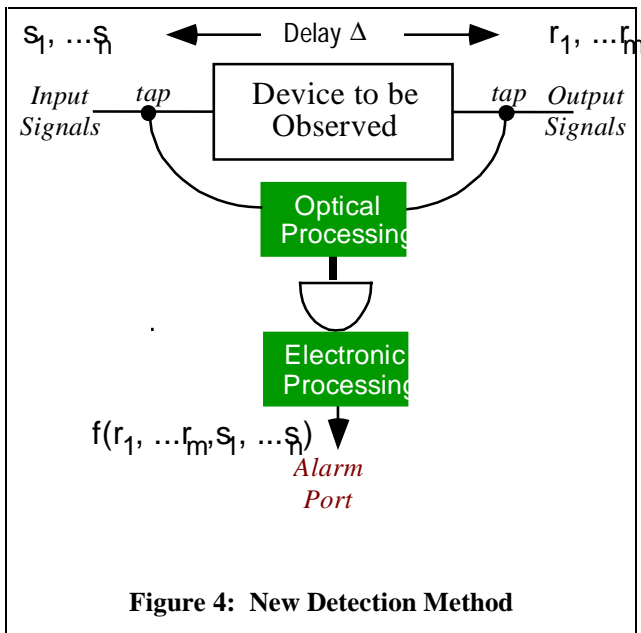 s1, ...sn
Delay Δ
r1, ...rm
Input
Signals
tap
Device to be
Observed
tap
Output
Signals
Optical
Processing
Electronic
Processing
f(r1, ...rm,s1, ...sn)
Alarm
Port
Figure 4: New Detection Method